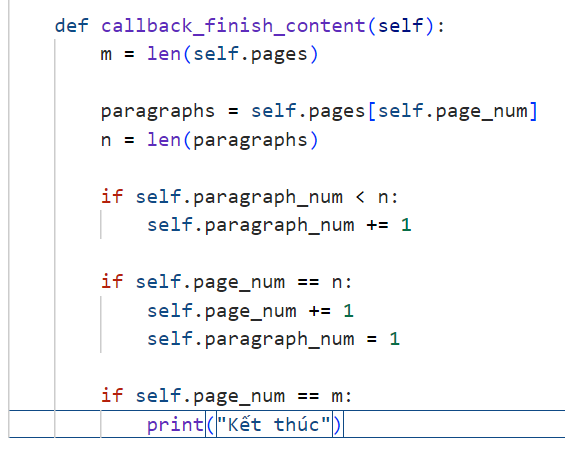 def callback_finish_content(self):
m = len(self.pages)
paragraphs = self.pages[self.page_num]
n = len(paragraphs)
if self.paragraph_num < n:
self.paragraph_num += 1
if self.page_num == n:
self.page_num += 1
self.paragraph_num = 1
if self.page_num == m:
print("Kết thúc")